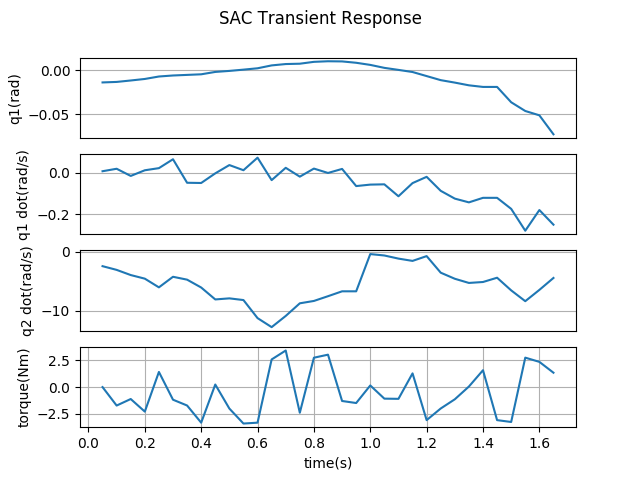 SAC Transient Response
q1(rad)
0.00
−0.05
q1 dot(rad/s)
0.0
−0.2
q2 dot(rad/s)
0
−10
torque(Nm)
2.5
0.0
−2.5
0.0 0.2 0.4 0.6 0.8 1.0 1.2 1.4 1.6
time(s)